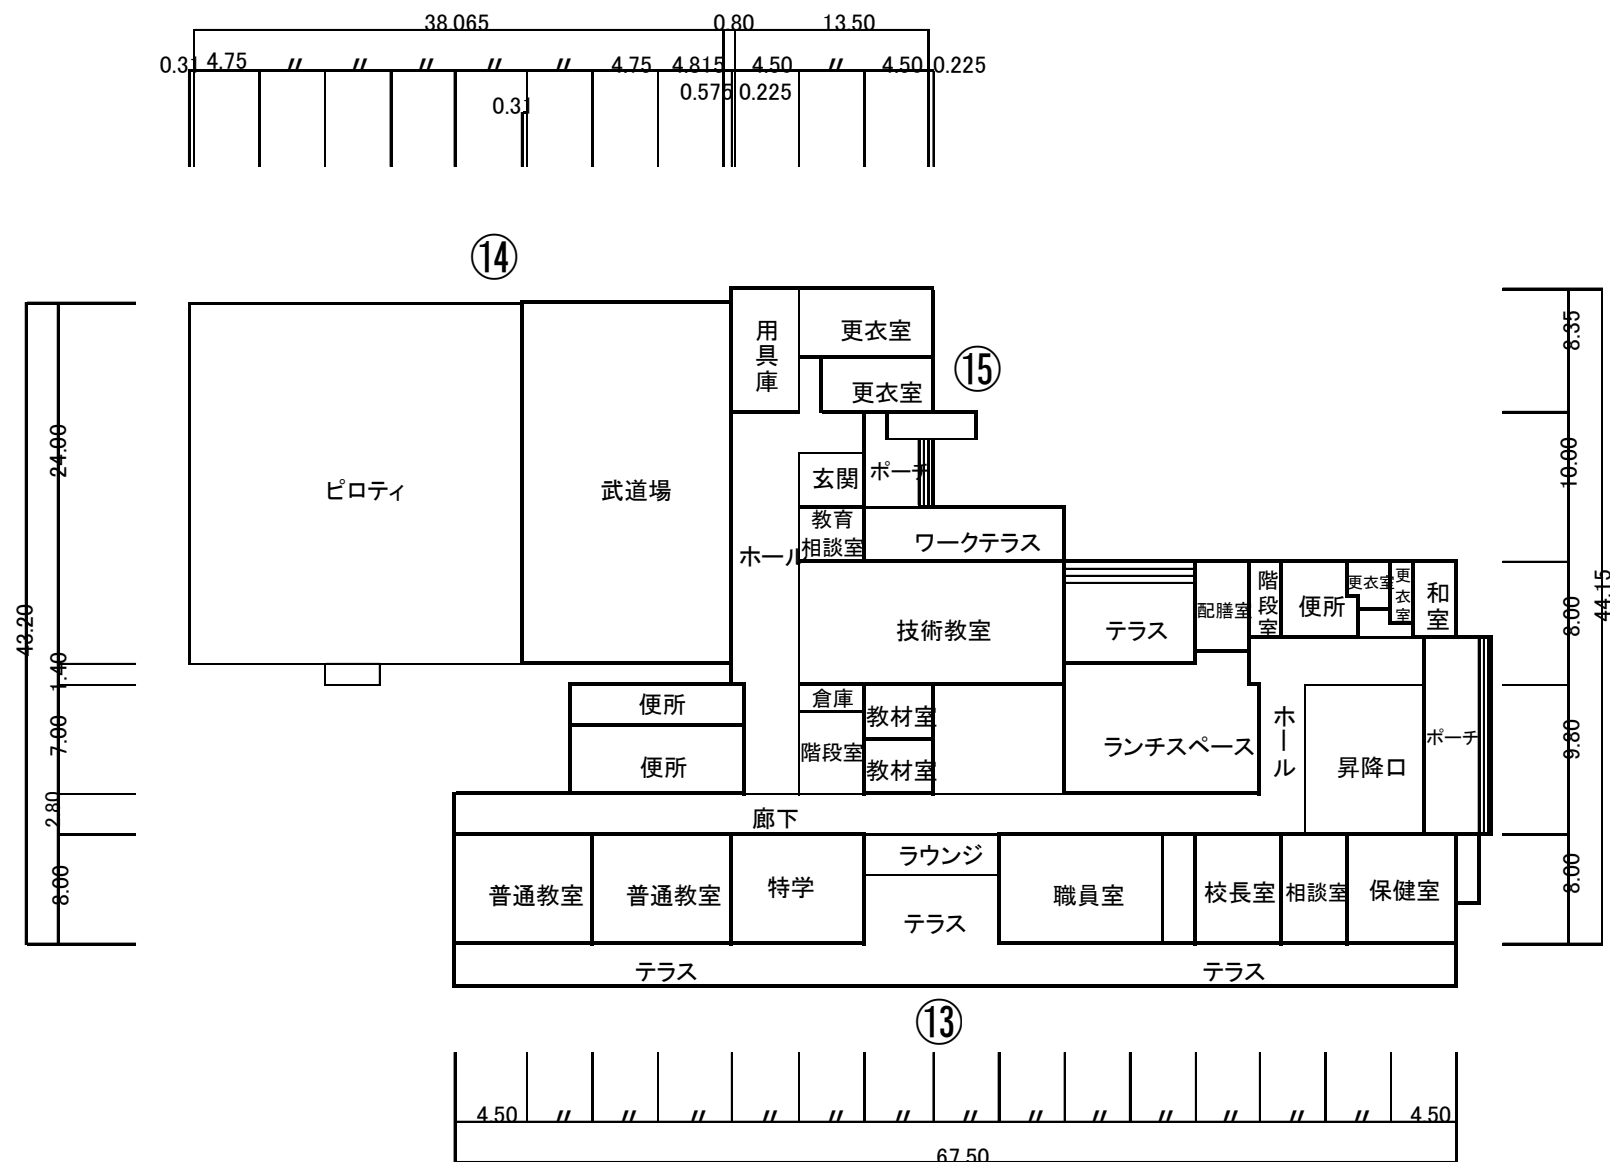 38.065 0.80 13.50
0.31 4.75 〃 〃 〃 〃 〃 4.75 4.815 4.50 〃 4.50 0.225
0.575 0.225
0.31
⑭
用具庫
更衣室
8.35
⑮
更衣室
24.00
ピロティ
武道場
玄関
ポーチ
10.00
教育
相談室
ワークテラス
ホール
43.20
技術教室
テラス
配膳室
階段室
便所
更衣室
更衣室
和室
8.00
44.15
1.40
便所
倉庫
教材室
7.00
便所
階段室
教材室
ランチスペース
ホール
昇降口
ポーチ
9.80
2.80
廊下
8.00
普通教室
普通教室
特学
ラウンジ
テラス
職員室
校長室
相談室
保健室
8.00
テラス
テラス
⑬
4.50 〃 〃 〃 〃 〃 〃 〃 〃 〃 〃 〃 〃 〃 4.50
67.50